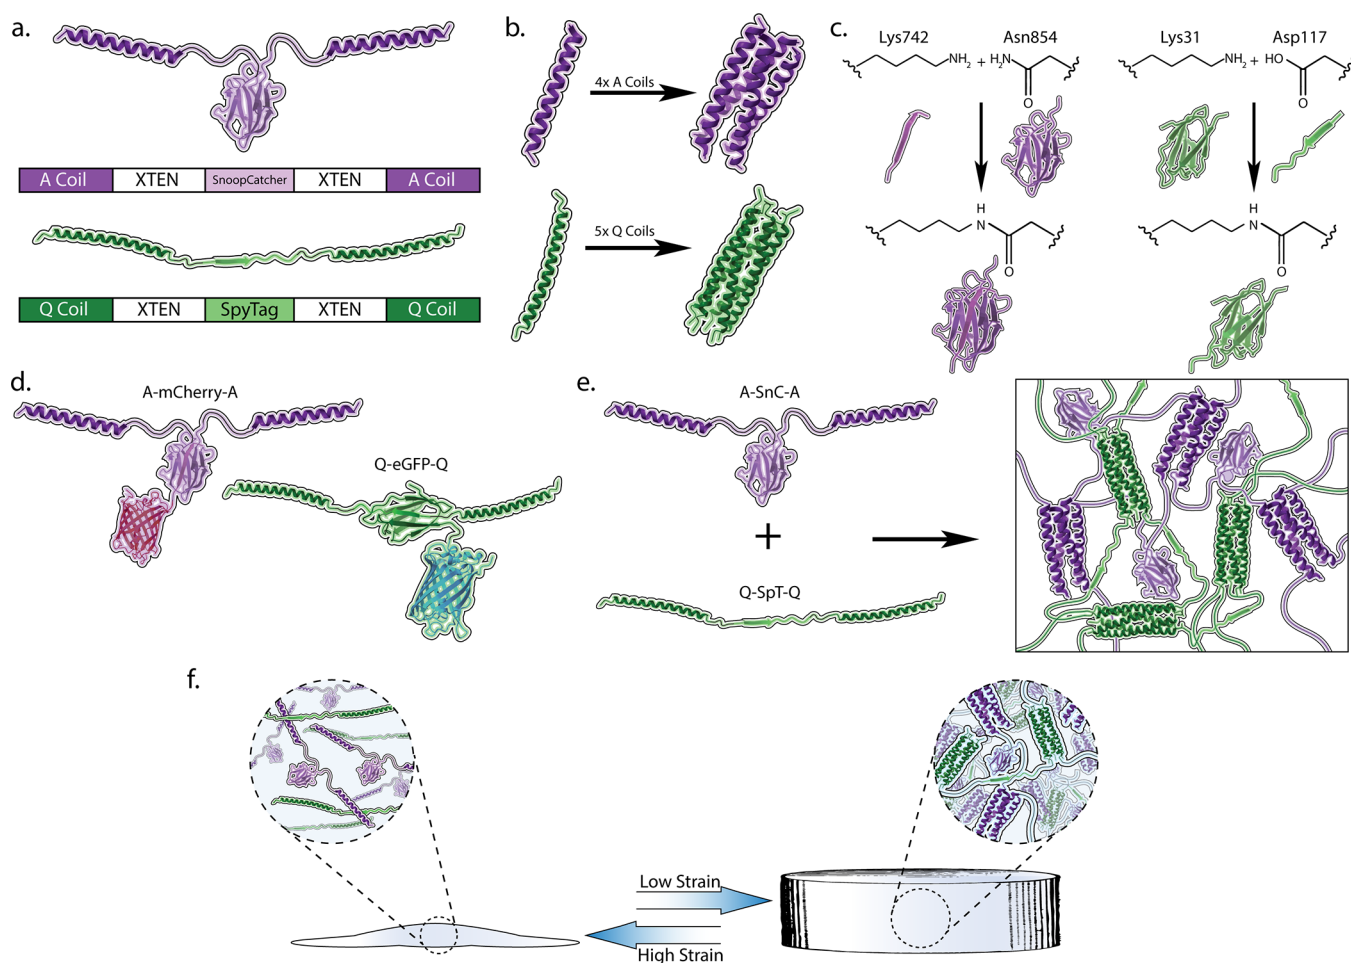 a.
A Coil XTEN SnoopCatcher XTEN A Coil
Q Coil XTEN SpyTag XTEN Q Coil
b.
4x A Coils
5x Q Coils
c.
Lys742 Asn854
NH2 + H2N
O
H
N
O
Lys31 Asp117
NH2 + HO
O
H
N
O
d.
A-mCherry-A
Q-eGFP-Q
e.
A-SnC-A
+
Q-SpT-Q
f.
Low Strain
High Strain